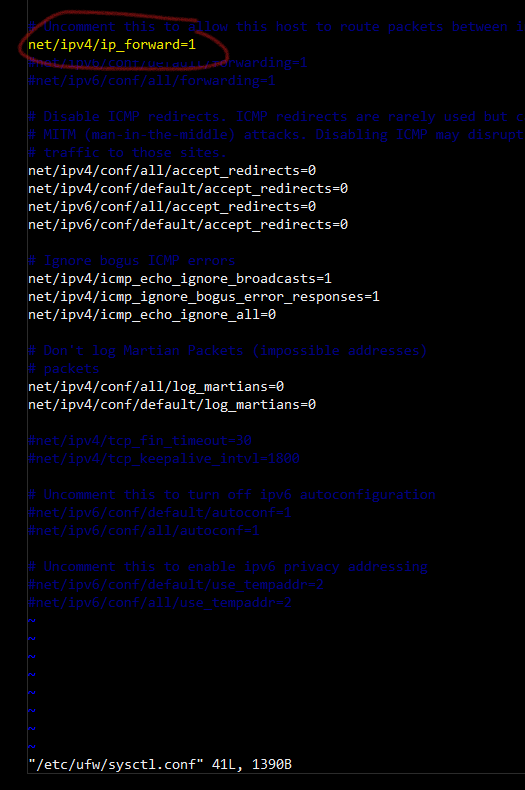 # Uncomment this to allow this host to route packets between i
net/ipv4/ip_forward=1
#net/ipv6/conf/default/forwarding=1
#net/ipv6/conf/all/forwarding=1
# Disable ICMP redirects. ICMP redirects are rarely used but c
# MITM (man-in-the-middle) attacks. Disabling ICMP may disrupt
# traffic to those sites.
net/ipv4/conf/all/accept_redirects=0
net/ipv4/conf/default/accept_redirects=0
net/ipv6/conf/all/accept_redirects=0
net/ipv6/conf/default/accept_redirects=0
# Ignore bogus ICMP errors
net/ipv4/icmp_echo_ignore_broadcasts=1
net/ipv4/icmp_ignore_bogus_error_responses=1
net/ipv4/icmp_echo_ignore_all=0
# Don't log Martian Packets (impossible addresses)
# packets
net/ipv4/conf/all/log_martians=0
net/ipv4/conf/default/log_martians=0
#net/ipv4/tcp_fin_timeout=30
#net/ipv4/tcp_keepalive_intvl=1800
# Uncomment this to turn off ipv6 autoconfiguration
#net/ipv6/conf/default/autoconf=1
#net/ipv6/conf/all/autoconf=1
# Uncomment this to enable ipv6 privacy addressing
#net/ipv6/conf/default/use_tempaddr=2
#net/ipv6/conf/all/use_tempaddr=2
~
~
~
~
~
~
~
~
"/etc/ufw/sysctl.conf" 41L, 1390B